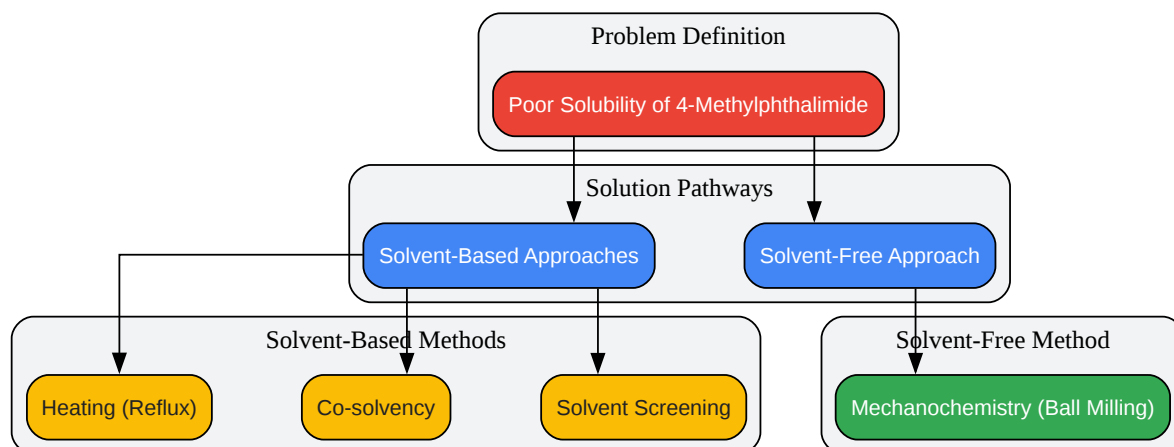 Problem Definition
Poor Solubility of 4-Methylphthalimide
Solution Pathways
Solvent-Based Approaches
Solvent-Free Approach
Solvent-Based Methods
Solvent-Free Method
Heating (Reflux)
Co-solvency
Solvent Screening
Mechanochemistry (Ball Milling)